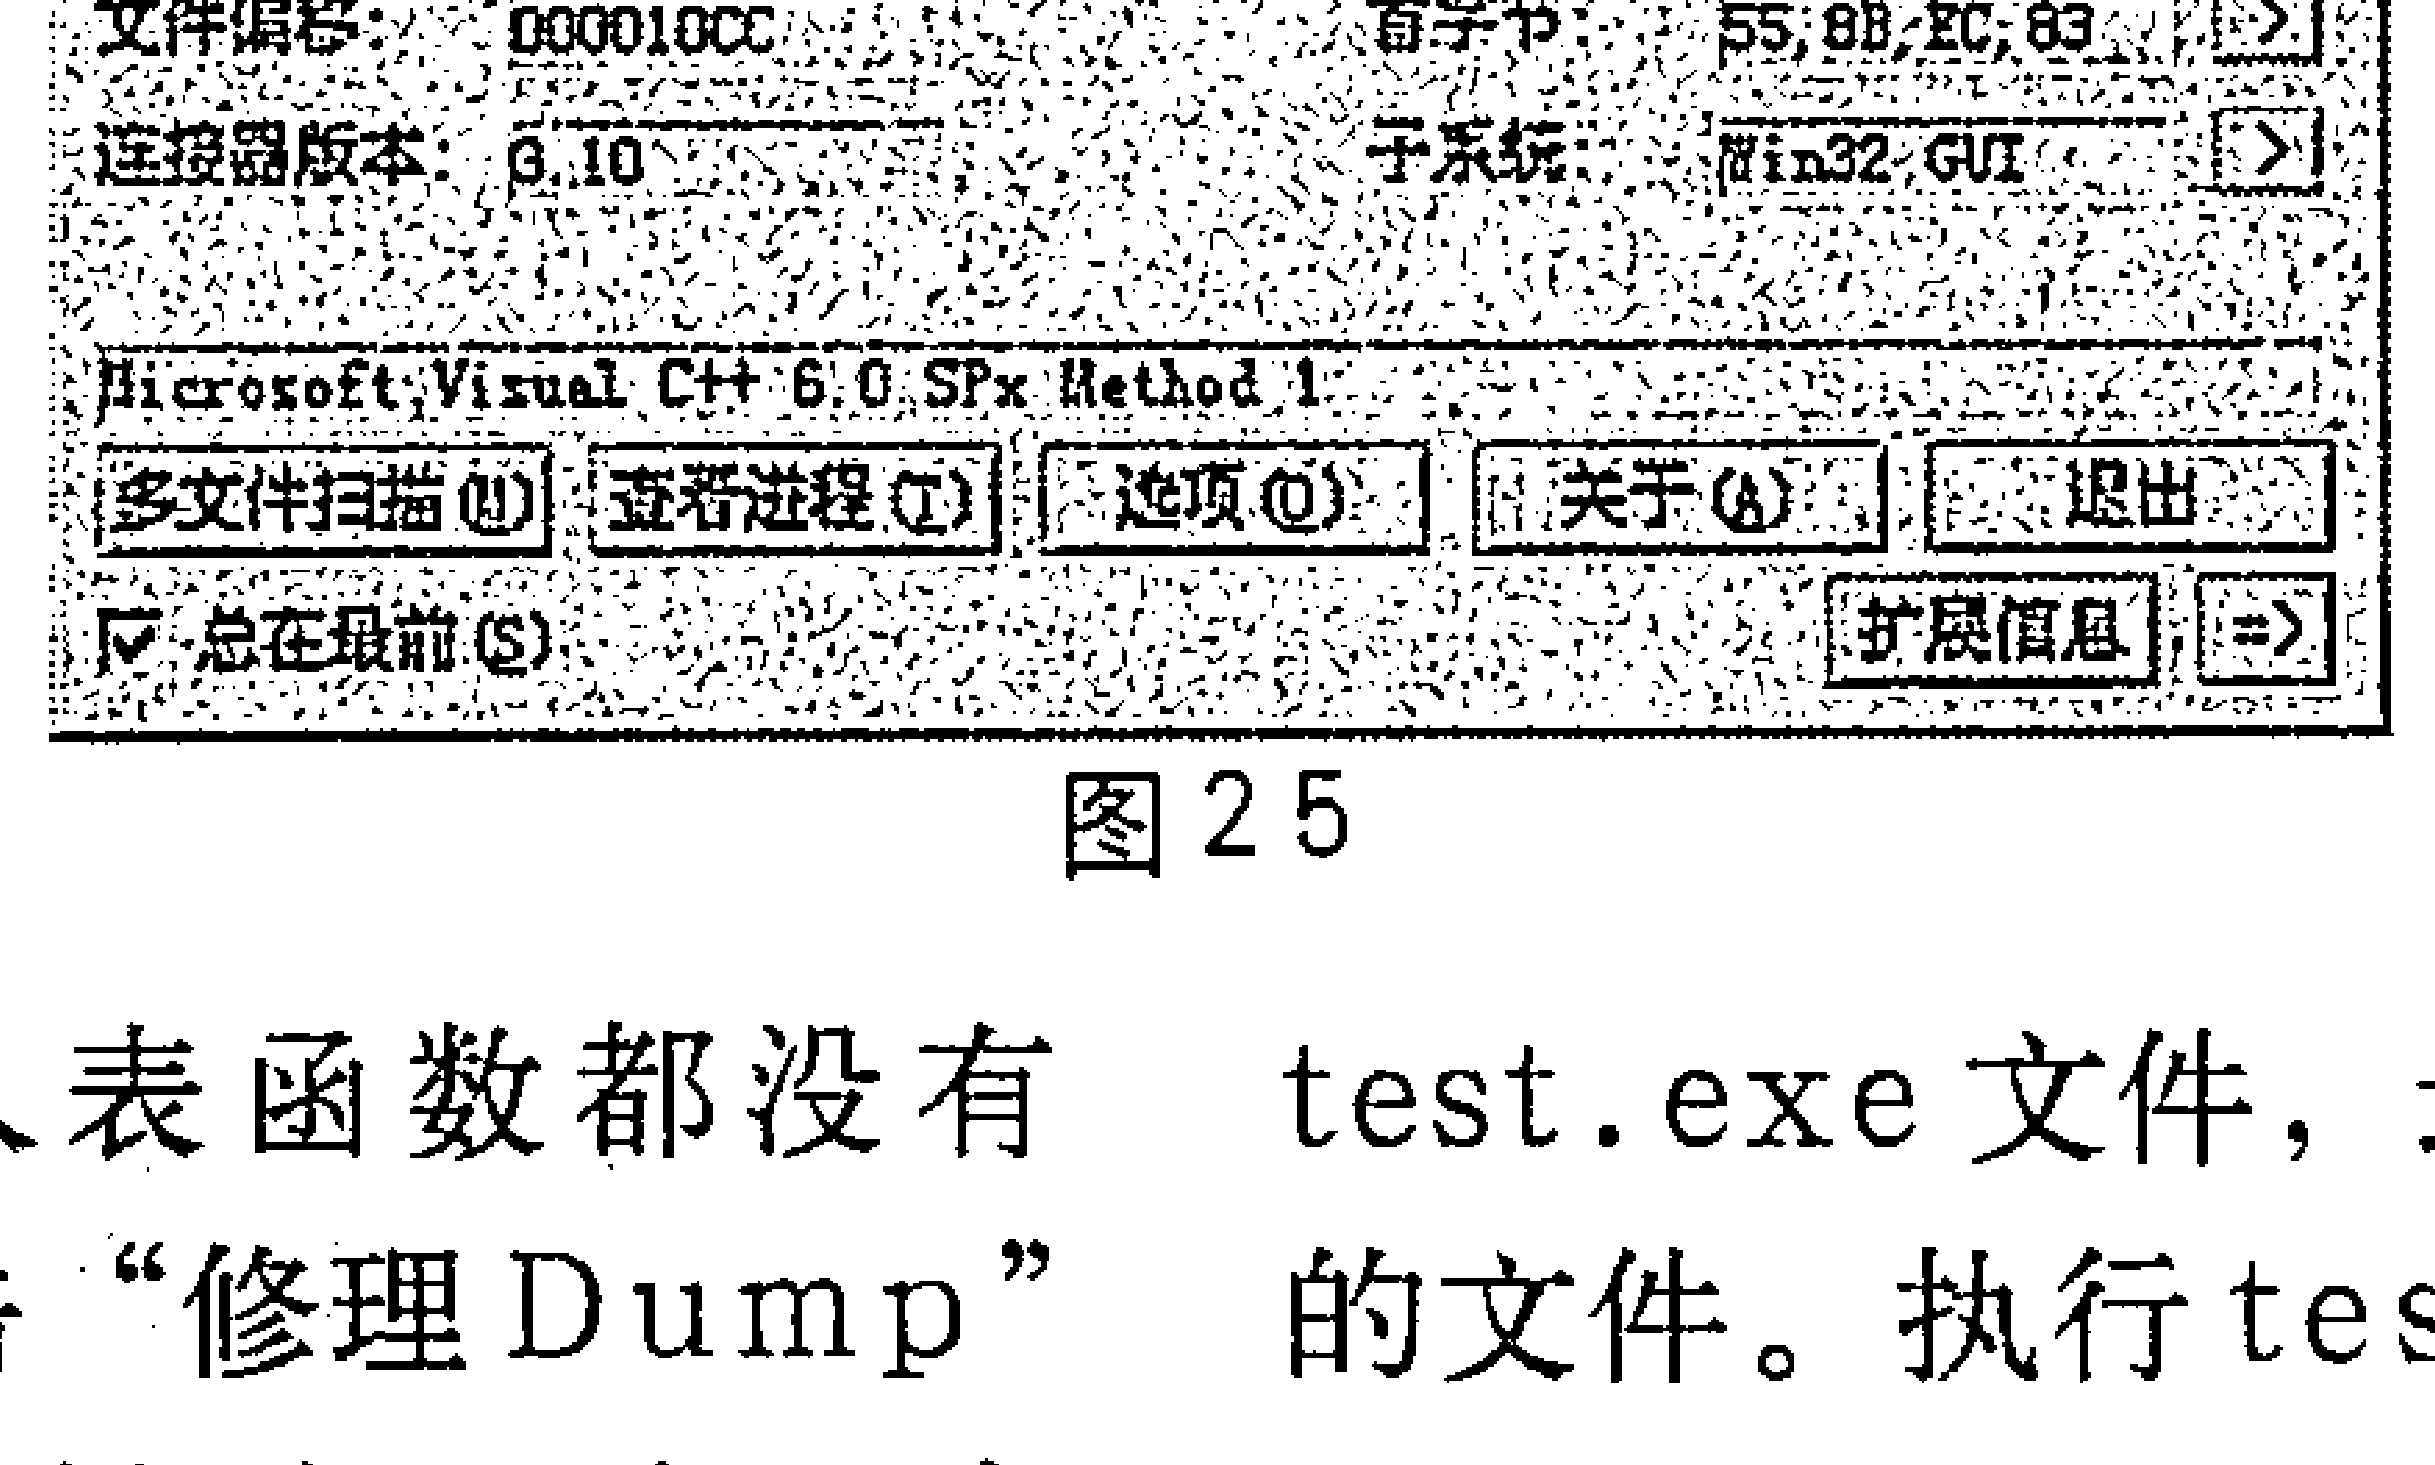 文件偏移： 000010CC 首字节： 55,8B,EC,83 >
连接器版本： 3.10 子系统： Win32 GUI >
Microsoft Visual C++ 6.0 SPx Method 1
多文件扫描(M) 查看进程(T) 选项(O) 关于(A) 退出
总在最前(S) 扩展信息 =>
图25
表函数都没有
“修理Dump”
test.exe文件，
的文件。执行tes